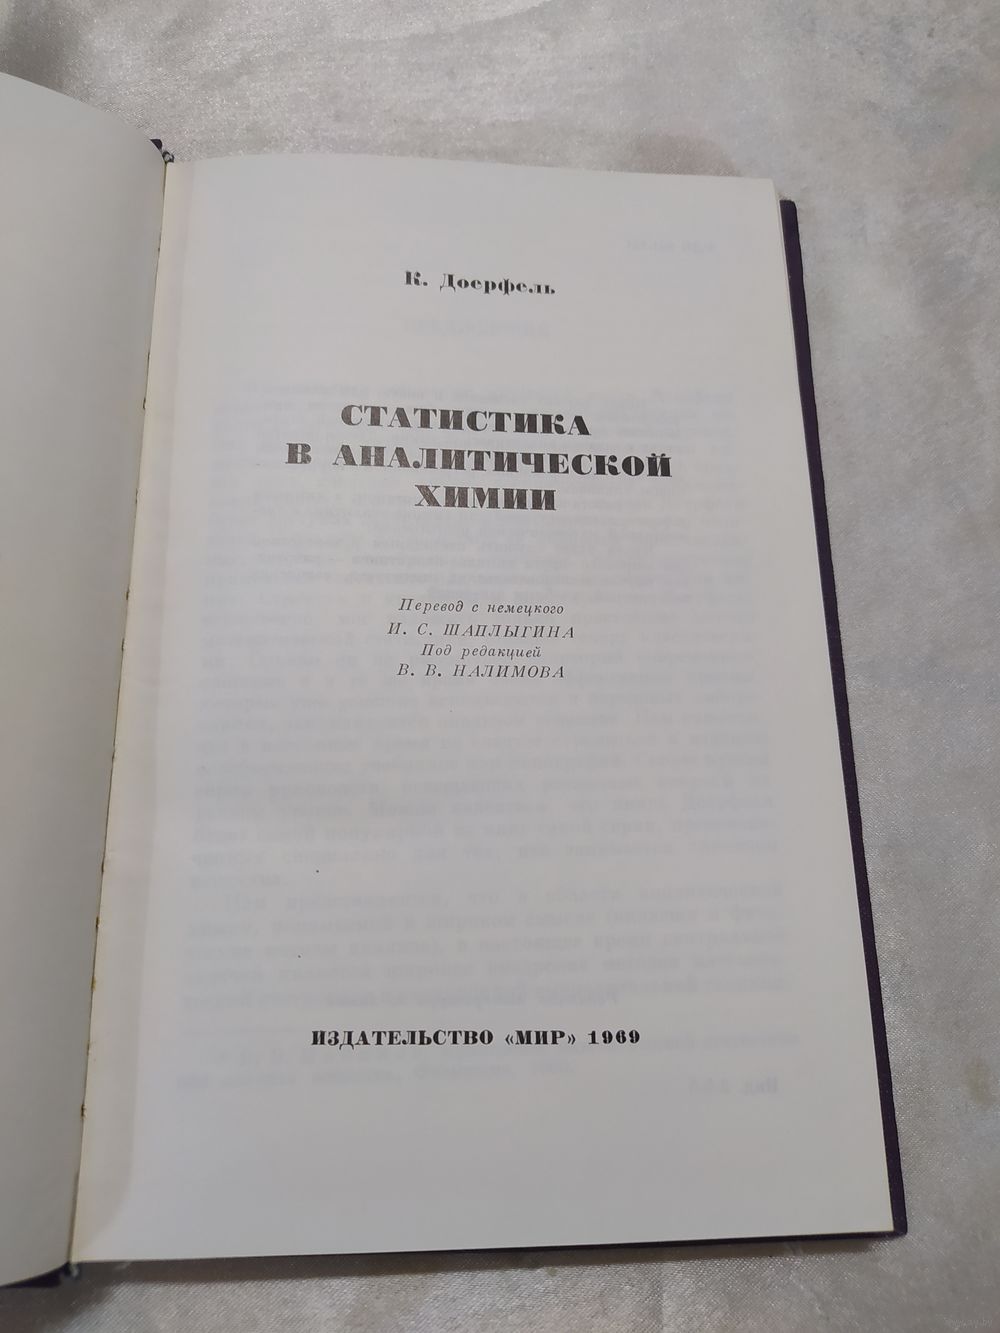 К. Доерфель
СТАТИСТИКА
В АНАЛИТИЧЕСКОЙ
ХИМИИ
Перевод с немецкого
И. С. ШАПЛЫГИНА
Под редакцией
В. В. НАЛИМОВА
ИЗДАТЕЛЬСТВО «МИР» 1969